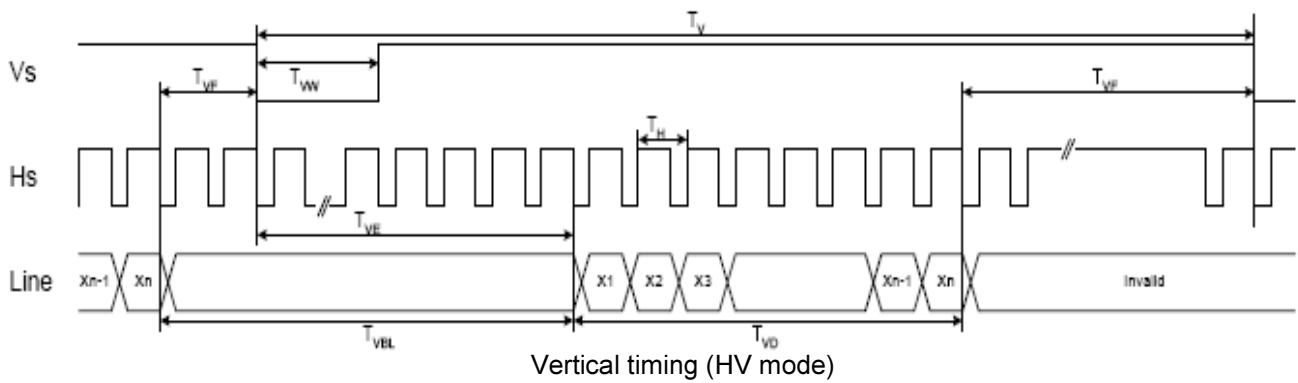 TV
Vs
TVF
TVW
TVF
TH
Hs
TVE
Line
Xn-1
Xn
X1
X2
X3
Xn-1
Xn
Invalid
TVBL
TVD
Vertical timing (HV mode)